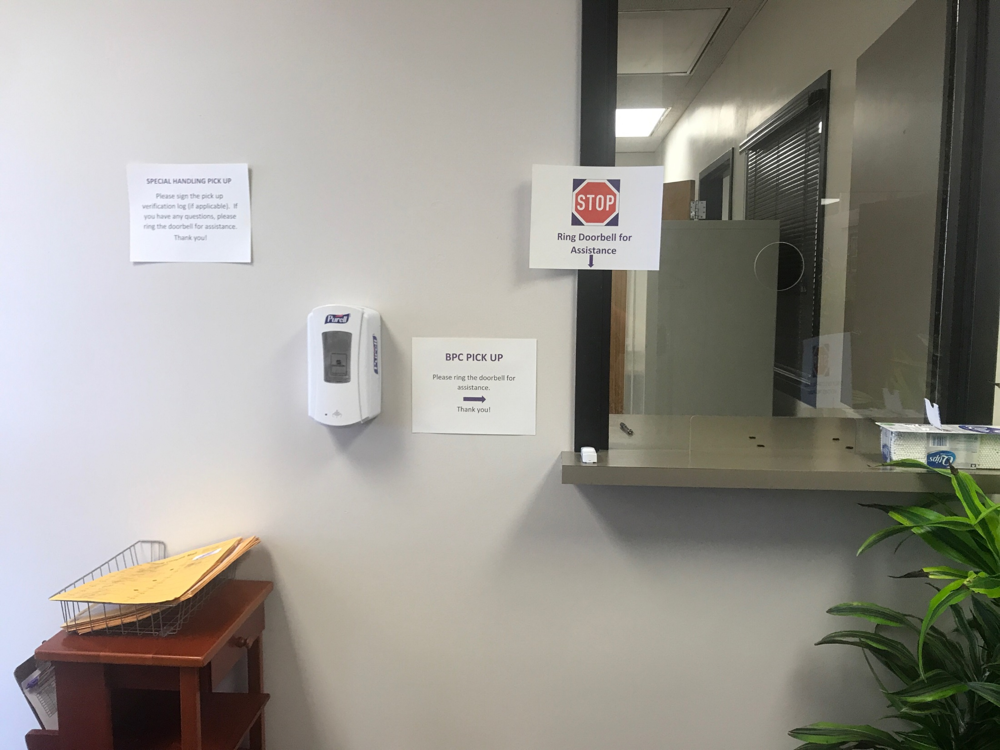 SPECIAL HANDLING PICK UP
Please sign the pick up
verification log (if applicable). If
you have any questions, please
ring the doorbell for assistance.
Thank you!
STOP
Ring Doorbell for
Assistance
Purell
Purell
BPC PICK UP
Please ring the doorbell for
assistance.
Thank you!
Q-tips